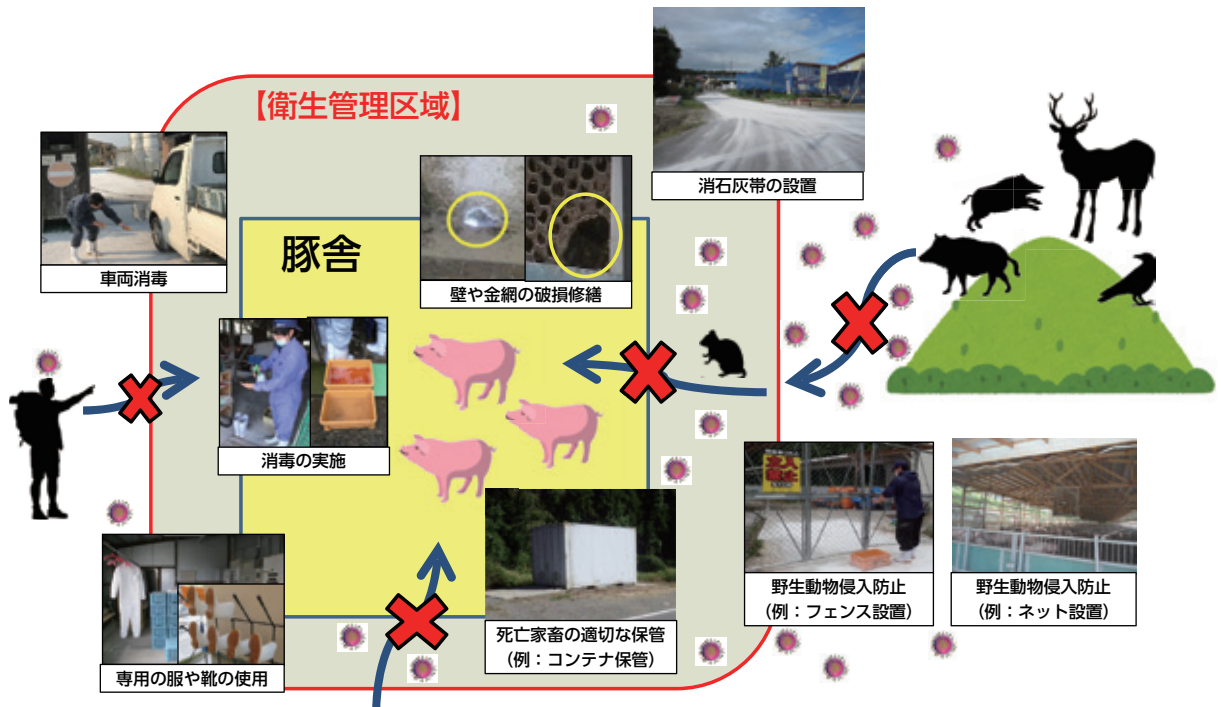 【衛生管理区域】
消石灰帯の設置
車両消毒
豚舎
壁や金網の破損修繕
消毒の実施
専用の服や靴の使用
死亡家畜の適切な保管
(例:コンテナ保管)
野生動物侵入防止
(例:フェンス設置)
野生動物侵入防止
(例:ネット設置)